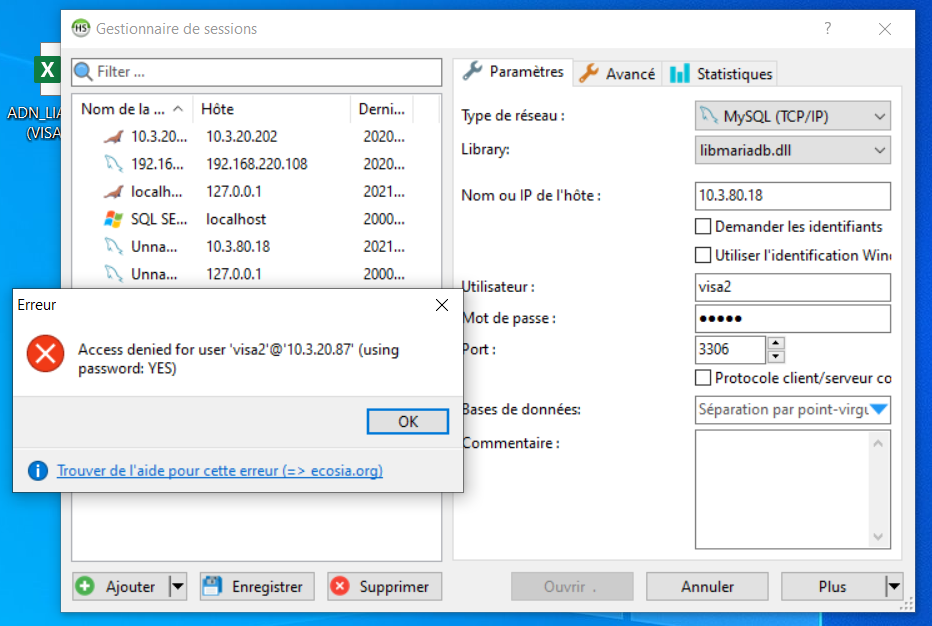 Gestionnaire de sessions
?
ADN_LIA
(VISA
Filter ...
Nom de la ... Hôte Derni...
10.3.20... 10.3.20.202 2020...
192.16... 192.168.220.108 2020...
localh... 127.0.0.1 2021...
SQL SE... localhost 2000...
Unna... 10.3.80.18 2021...
Unna... 127.0.0.1 2000...
Paramètres Avancé Statistiques
Type de réseau : MySQL (TCP/IP)
Library: libmariadb.dll
Nom ou IP de l'hôte : 10.3.80.18
Demander les identifiants
Utiliser l'identification Win
Utilisateur : visa2
Mot de passe : ●●●●●
Port : 3306
Protocole client/serveur co
Bases de données: Séparation par point-virgu
Commentaire :
Erreur
Access denied for user 'visa2'@'10.3.20.87' (using
password: YES)
OK
Trouver de l'aide pour cette erreur (=> ecosia.org)
Ajouter Enregistrer Supprimer Ouvrir . Annuler Plus